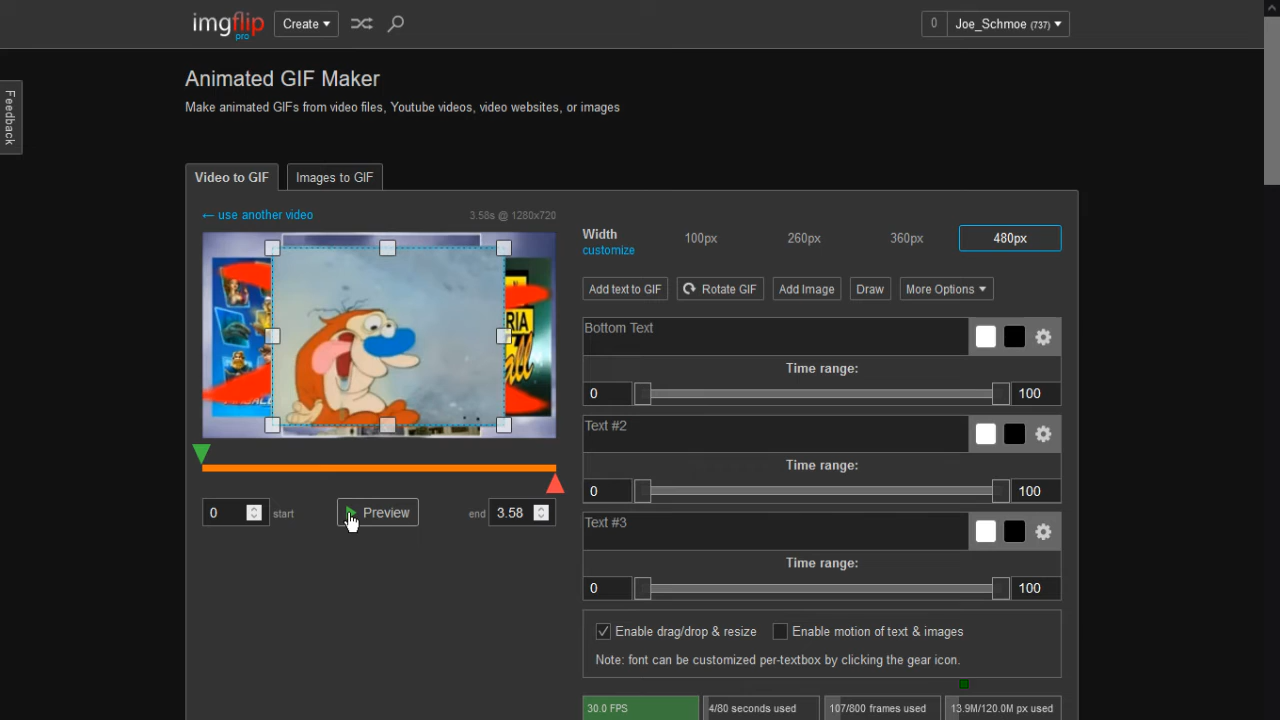 imgflip
pro
Create
0
Joe_Schmoe (737)
Feedback
Animated GIF Maker
Make animated GIFs from video files, Youtube videos, video websites, or images
Video to GIF
Images to GIF
← use another video
3.58s @ 1280x720
0 start
Preview
end 3.58
Width
customize
100px
260px
360px
480px
Add text to GIF
Rotate GIF
Add Image
Draw
More Options
Bottom Text
Time range:
0
100
Text #2
Time range:
0
100
Text #3
Time range:
0
100
Enable drag/drop & resize
Enable motion of text & images
Note: font can be customized per-textbox by clicking the gear icon.
30.0 FPS
4/80 seconds used
107/800 frames used
13.9M/120.0M px used